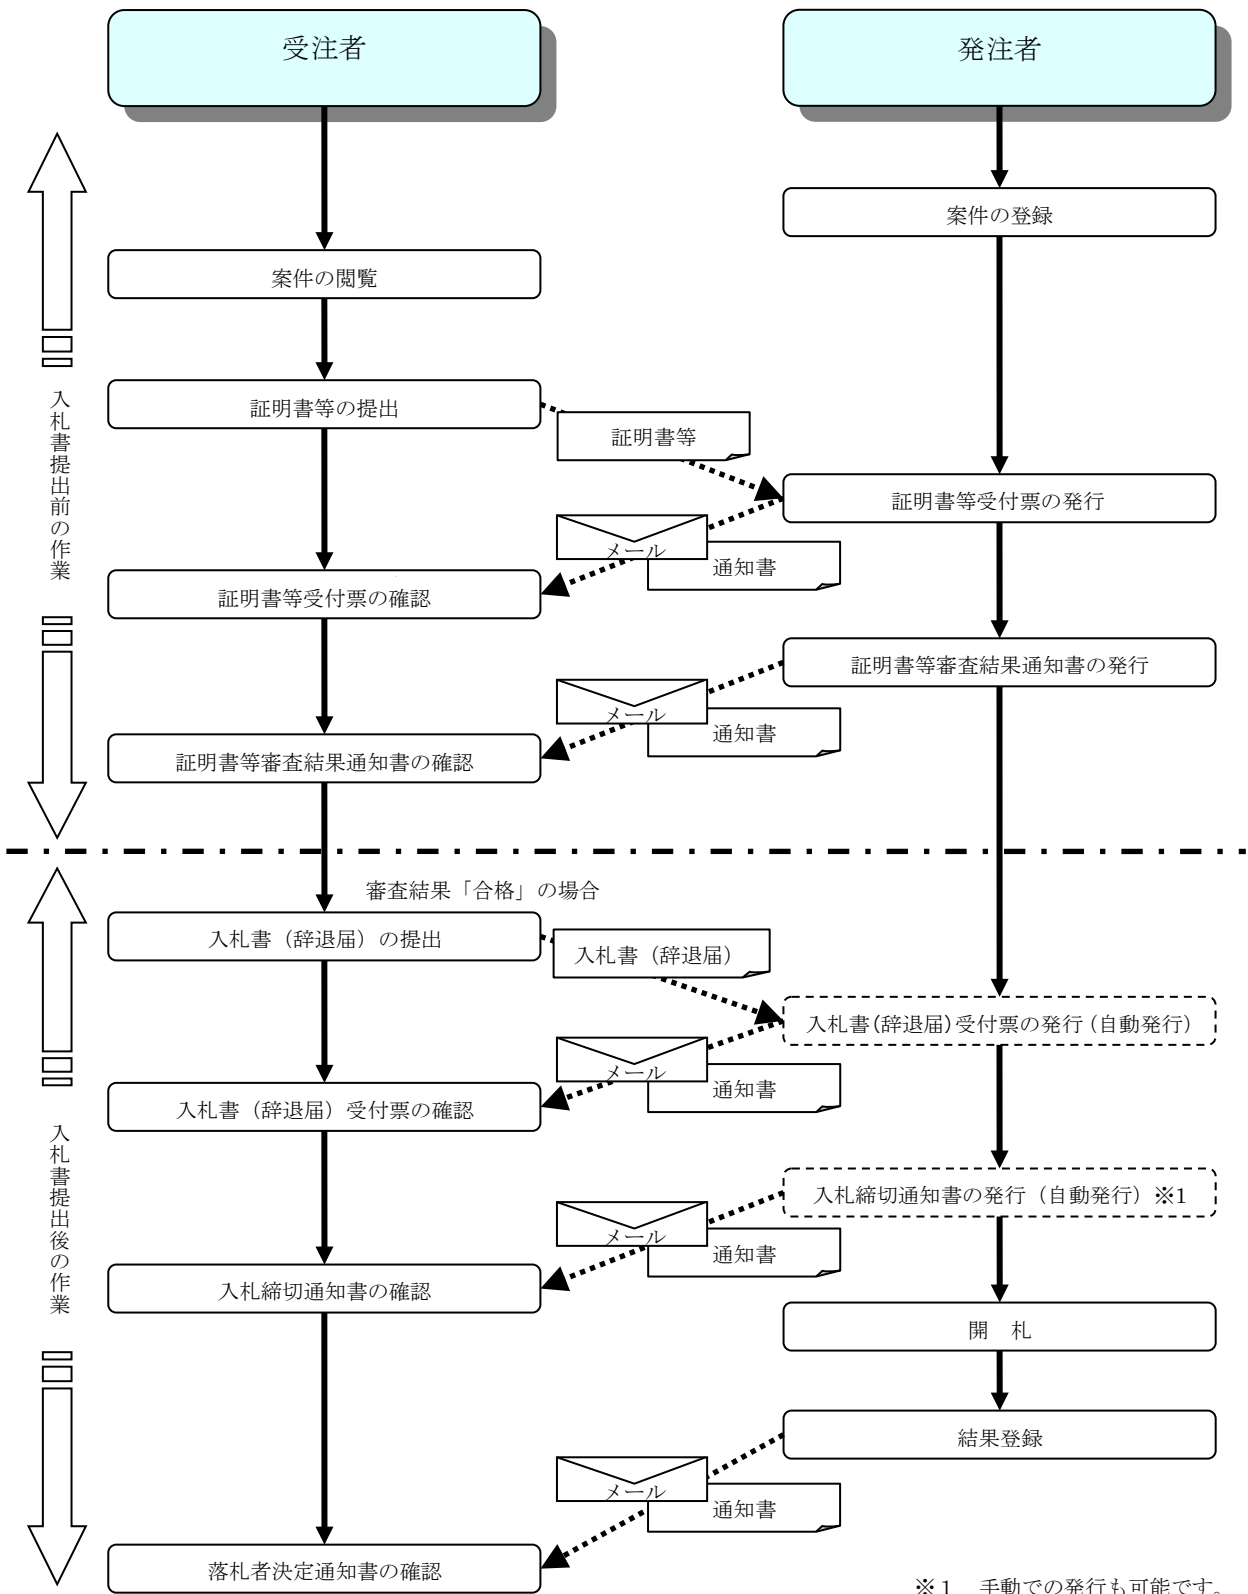 受注者
発注者
案件の登録
案件の閲覧
証明書等の提出
証明書等
証明書等受付票の発行
メール
通知書
証明書等受付票の確認
入札書提出前の作業
証明書等審査結果通知書の発行
メール
通知書
証明書等審査結果通知書の確認
審査結果「合格」の場合
入札書（辞退届）の提出
入札書（辞退届）
入札書(辞退届)受付票の発行(自動発行)
メール
通知書
入札書（辞退届）受付票の確認
入札書提出後の作業
入札締切通知書の発行（自動発行）※1
メール
通知書
入札締切通知書の確認
開　札
結果登録
メール
通知書
落札者決定通知書の確認
※１　手動での発行も可能です。